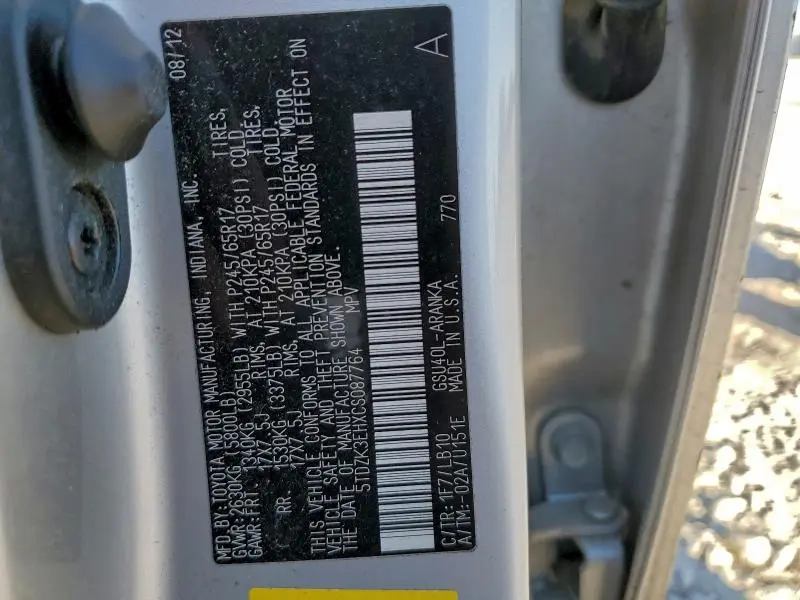 MFD.BY:TOYOTA MOTOR MANUFACTURING, INDIANA, INC. 08/12
GVWR:2630KG (5800LB)
GAWR:FRT 1340KG (2955LB) WITH P245/65R17 TIRES,
17X7.5J RIMS, AT 210KPA (30PSI) COLD
RR. 1530KG (3375LB) WITH P245/65R17 TIRES,
17X7.5J RIMS, AT 210KPA (30PSI) COLD.
THIS VEHICLE CONFORMS TO ALL APPLICABLE FEDERAL MOTOR
VEHICLE SAFETY AND THEFT PREVENTION STANDARDS IN EFFECT ON
THE DATE OF MANUFACTURE SHOWN ABOVE.
5TDZK3EHXCS087764 MPV
C/TR:1F7/LB10 GSU40L-ARANKA 770 A
A/TM:-02A/U151E MADE IN U.S.A.